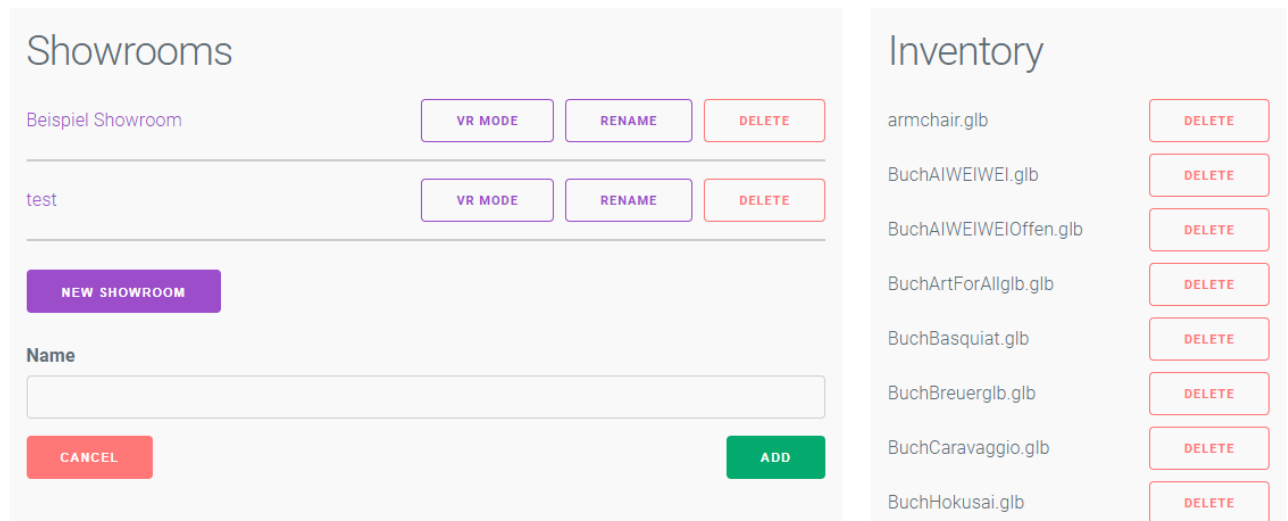 Showrooms
Beispiel Showroom VR MODE RENAME DELETE
test VR MODE RENAME DELETE
NEW SHOWROOM
Name
CANCEL ADD
Inventory
armchair.glb DELETE
BuchAIWEIWEI.glb DELETE
BuchAIWEIWEIOffen.glb DELETE
BuchArtForAllglb.glb DELETE
BuchBasquiat.glb DELETE
BuchBreuerglb.glb DELETE
BuchCaravaggio.glb DELETE
BuchHokusai.glb DELETE